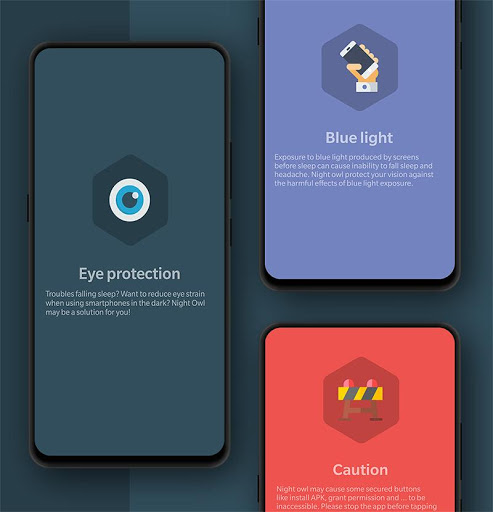 Eye protection
Troubles falling sleep? Want to reduce eye strain
when using smartphones in the dark? Night Owl
may be a solution for you!
Blue light
Exposure to blue light produced by screens
before sleep can cause inability to fall sleep and
headache. Night owl protect your vision against
the harmful effects of blue light exposure.
Caution
Night owl may cause some secured buttons
like install APK, grant permission and ... to be
inaccessible. Please stop the app before tapping